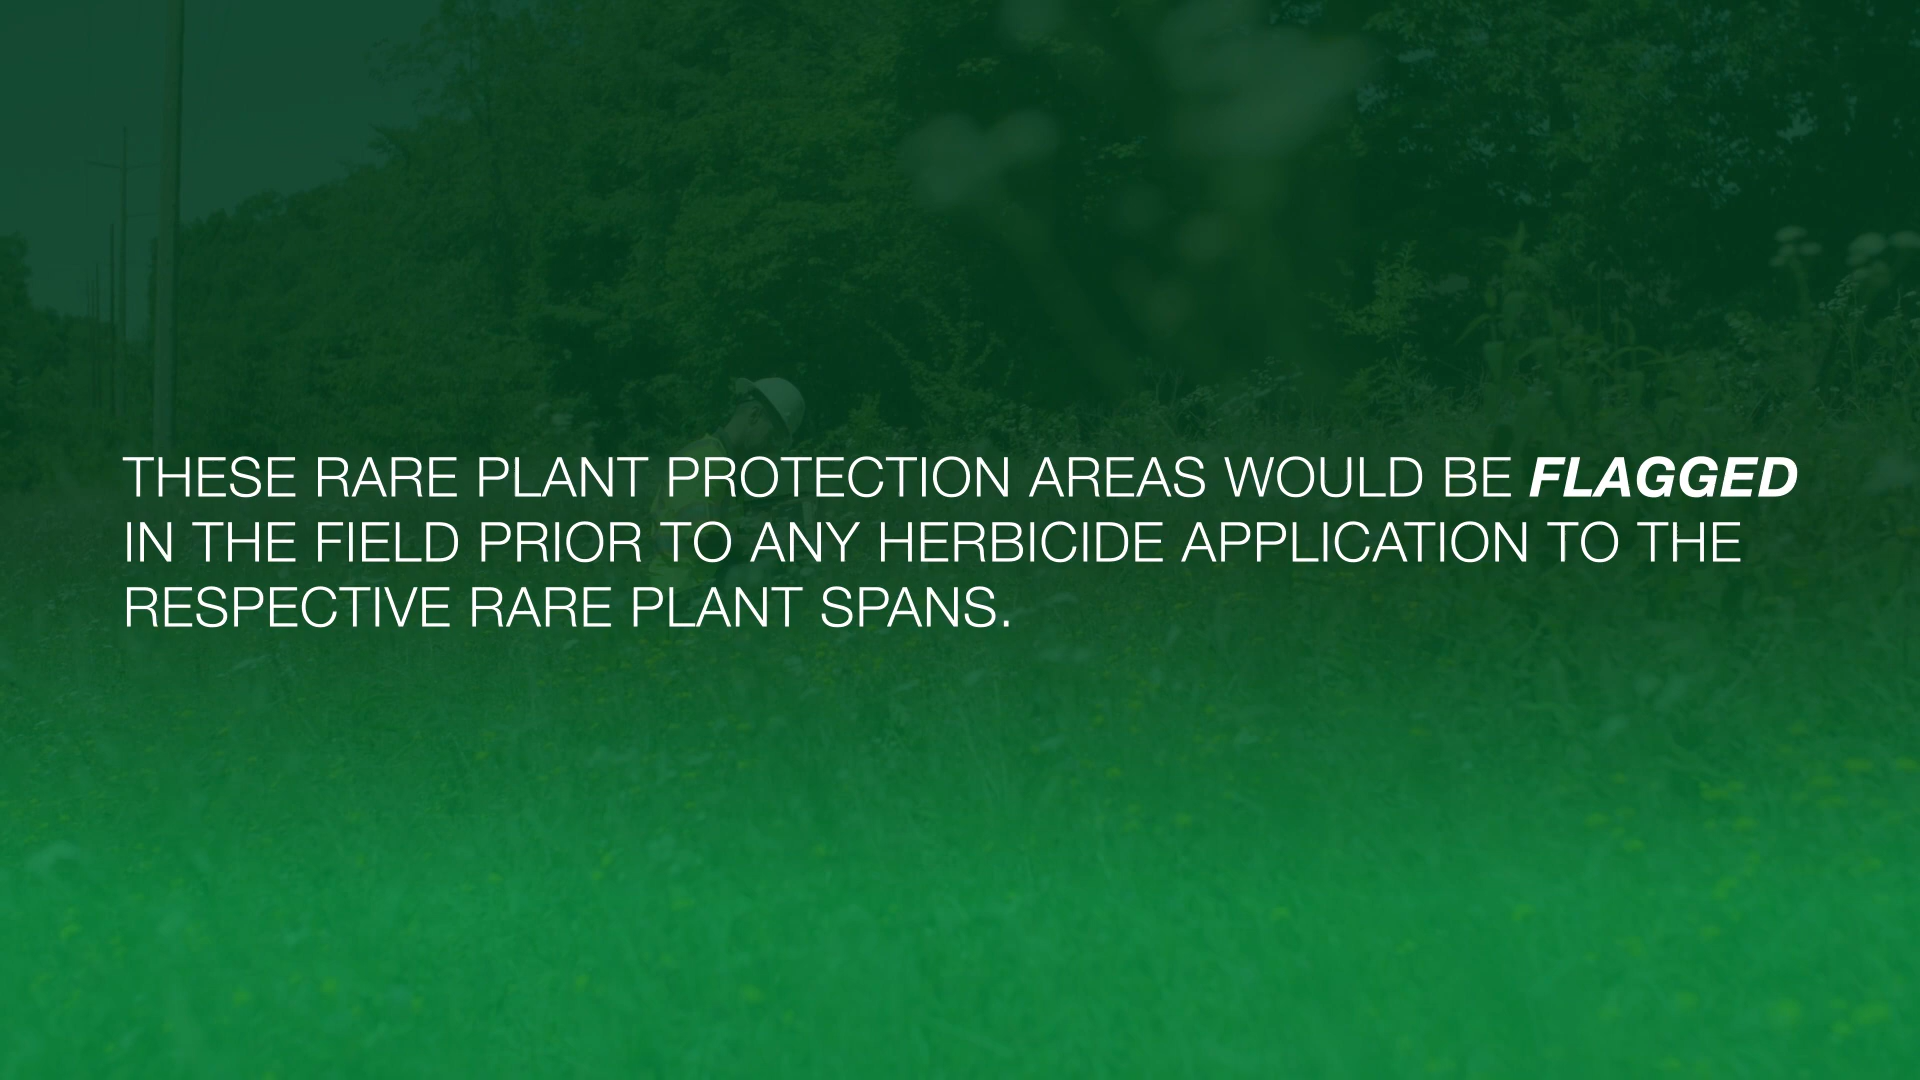 THESE RARE PLANT PROTECTION AREAS WOULD BE FLAGGED
IN THE FIELD PRIOR TO ANY HERBICIDE APPLICATION TO THE
RESPECTIVE RARE PLANT SPANS.